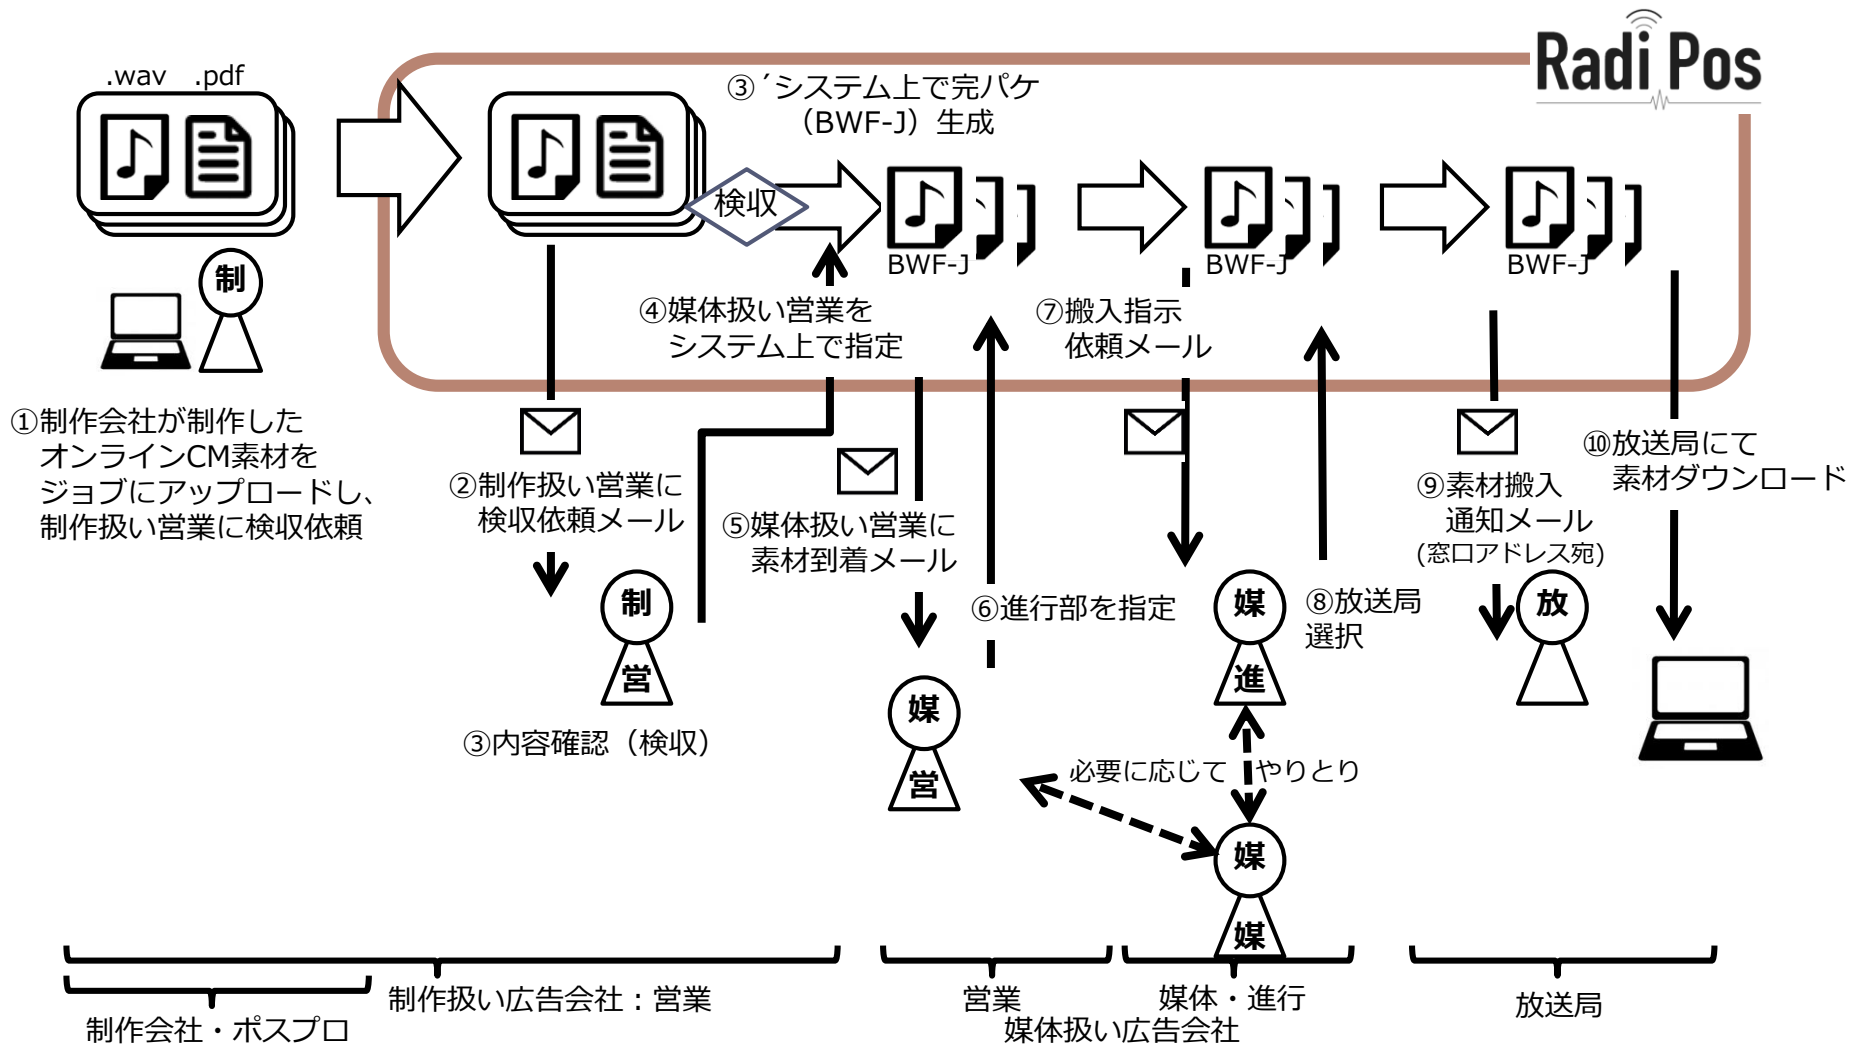 Radi Pos
.wav .pdf
③´システム上で完パケ
（BWF-J）生成
検収
BWF-J
BWF-J
BWF-J
制
④媒体扱い営業を
システム上で指定
⑦搬入指示
依頼メール
①制作会社が制作した
オンラインCM素材を
ジョブにアップロードし、
制作扱い営業に検収依頼
②制作扱い営業に
検収依頼メール
⑤媒体扱い営業に
素材到着メール
⑥進行部を指定
⑧放送局
選択
⑨素材搬入
通知メール
(窓口アドレス宛)
⑩放送局にて
素材ダウンロード
制
営
③内容確認（検収）
媒
営
媒
進
放
必要に応じて
やりとり
媒
媒
制作扱い広告会社：営業
制作会社・ポスプロ
営業
媒体・進行
媒体扱い広告会社
放送局